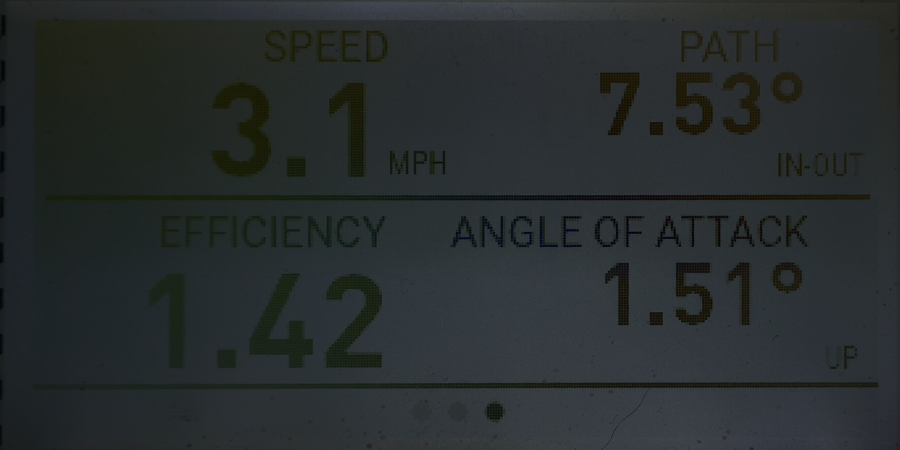 SPEED
3.1 MPH
PATH
7.53°
IN-OUT
EFFICIENCY
1.42
ANGLE OF ATTACK
1.51°
UP